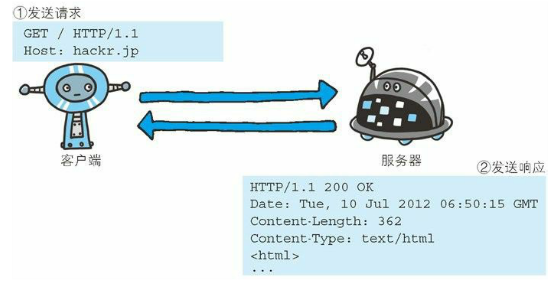 ①发送请求
GET / HTTP/1.1
Host: hackr.jp
客户端
服务器
②发送响应
HTTP/1.1 200 OK
Date: Tue, 10 Jul 2012 06:50:15 GMT
Content-Length: 362
Content-Type: text/html
<html>
...